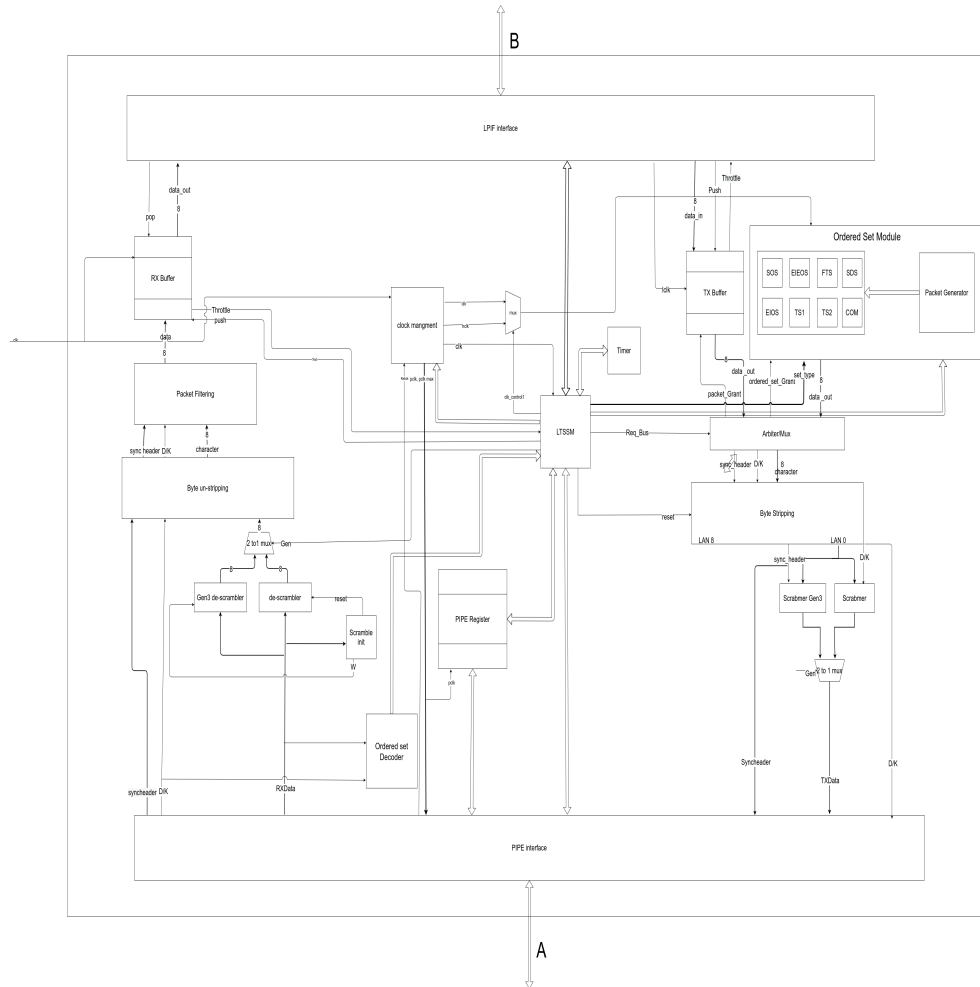 B
LPIF interface
data_out
8
pop
Throttle
Push
8
data_in
Ordered Set Module
SOS
EIEOS
FTS
SDS
Packet Generator
EIOS
TS1
TS2
COM
RX Buffer
TX Buffer
lclk
clk
Throttle
push
data
8
clock mangment
clk
mux
clk
Timer
pclk, pclk max
clk_control1
8
data_out
packet_Grant
ordered_set_Grant
set_type
8
data_out
Packet Filtering
sync header
D/K
8
character
LTSSM
Req_Bus
Arbiter/Mux
sync_header
D/K
8
character
Byte un-stripping
Byte Stripping
reset
LAN 8
LAN 0
8
2 to1 mux
Gen
8
8
sync_header
D/K
Gen3 de-scrambler
de-scrambler
reset
Scramble
init
W
PIPE Register
pclk
Scrabmer Gen3
Scrabmer
2 to 1 mux
Gen
Ordered set
Decoder
syncheader
D/K
RXData
Syncheader
TXData
D/K
PIPE interface
A